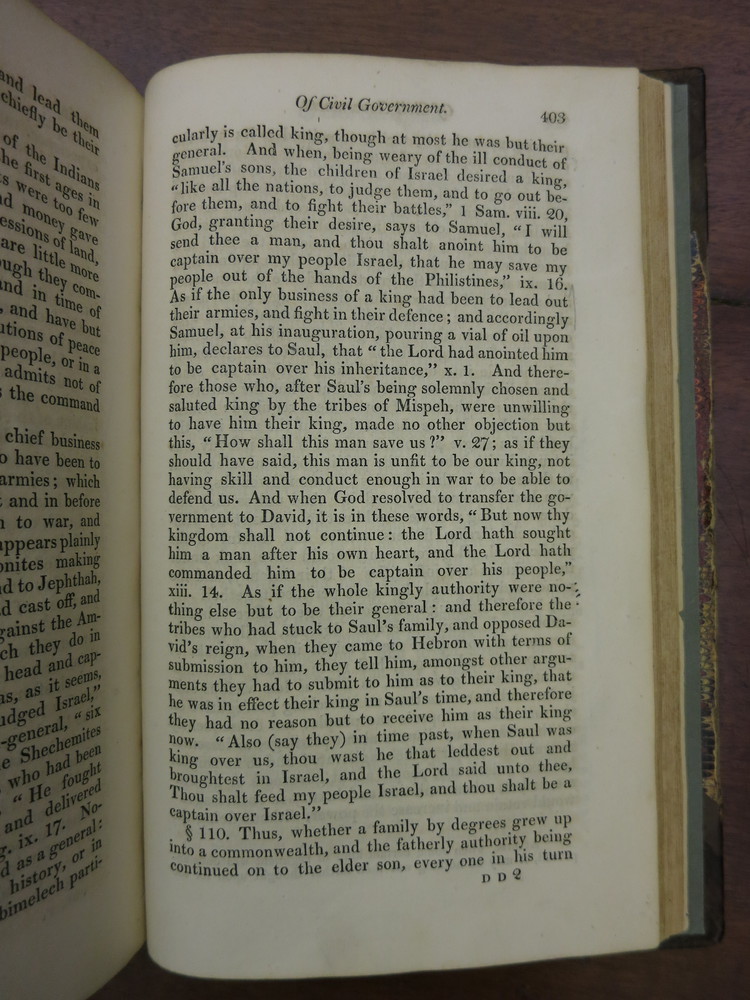 and lead them
chiefly be their
of the Indians
he first ages in
s were too few
d money gave
essions of land,
are little more
ough they com-
and in time of
, and have but
utions of peace
people, or in a
admits not of
s the command
chief business
o have been to
armies; which
and in before
to war, and
appears plainly
onites making
d to Jephthah,
d cast off, and
gainst the Am-
ch they do in
head and cap-
as, as it seems,
udged Israel,"
-general, "six
e Shechemites
who had been
"He fought
and delivered
g. ix. 17. No-
d as a general:
history, or in
bimelech parti-
Of Civil Government.
403
cularly is called king, though at most he was but their
general. And when, being weary of the ill conduct of
Samuel's sons, the children of Israel desired a king,
"like all the nations, to judge them, and to go out be-
fore them, and to fight their battles," 1 Sam. viii. 20,
God, granting their desire, says to Samuel, "I will
send thee a man, and thou shalt anoint him to be
captain over my people Israel, that he may save my
people out of the hands of the Philistines," ix. 16.
As if the only business of a king had been to lead out
their armies, and fight in their defence; and accordingly
Samuel, at his inauguration, pouring a vial of oil upon
him, declares to Saul, that "the Lord had anointed him
to be captain over his inheritance," x. 1. And there-
fore those who, after Saul's being solemnly chosen and
saluted king by the tribes of Mispeh, were unwilling
to have him their king, made no other objection but
this, "How shall this man save us?" v. 27; as if they
should have said, this man is unfit to be our king, not
having skill and conduct enough in war to be able to
defend us. And when God resolved to transfer the go-
vernment to David, it is in these words, "But now thy
kingdom shall not continue: the Lord hath sought
him a man after his own heart, and the Lord hath
commanded him to be captain over his people,"
xiii. 14. As if the whole kingly authority were no-
thing else but to be their general: and therefore the
tribes who had stuck to Saul's family, and opposed Da-
vid's reign, when they came to Hebron with terms of
submission to him, they tell him, amongst other argu-
ments they had to submit to him as to their king, that
he was in effect their king in Saul's time, and therefore
they had no reason but to receive him as their king
now. "Also (say they) in time past, when Saul was
king over us, thou wast he that leddest out and
broughtest in Israel, and the Lord said unto thee,
Thou shalt feed my people Israel, and thou shalt be a
captain over Israel."
§ 110. Thus, whether a family by degrees grew up
into a commonwealth, and the fatherly authority being
continued on to the elder son, every one in his turn
D D 2